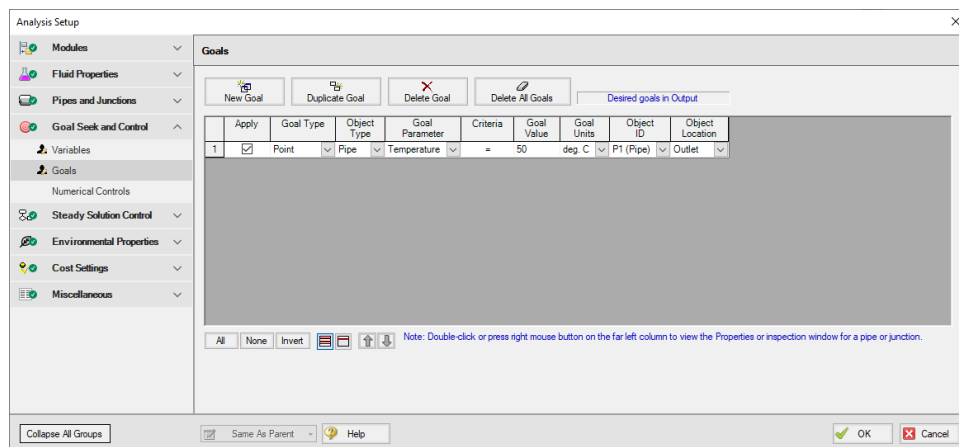 Analysis Setup
Modules
Fluid Properties
Pipes and Junctions
Goal Seek and Control
Variables
Goals
Numerical Controls
Steady Solution Control
Environmental Properties
Cost Settings
Miscellaneous
Collapse All Groups
Goals
New Goal Duplicate Goal Delete Goal Delete All Goals Desired goals in Output
Apply Goal Type Object Type Goal Parameter Criteria Goal Value Goal Units Object ID Object Location
1 Point Pipe Temperature = 50 deg. C P1 (Pipe) Outlet
All None Invert Note: Double-click or press right mouse button on the far left column to view the Properties or inspection window for a pipe or junction.
Same As Parent Help OK Cancel